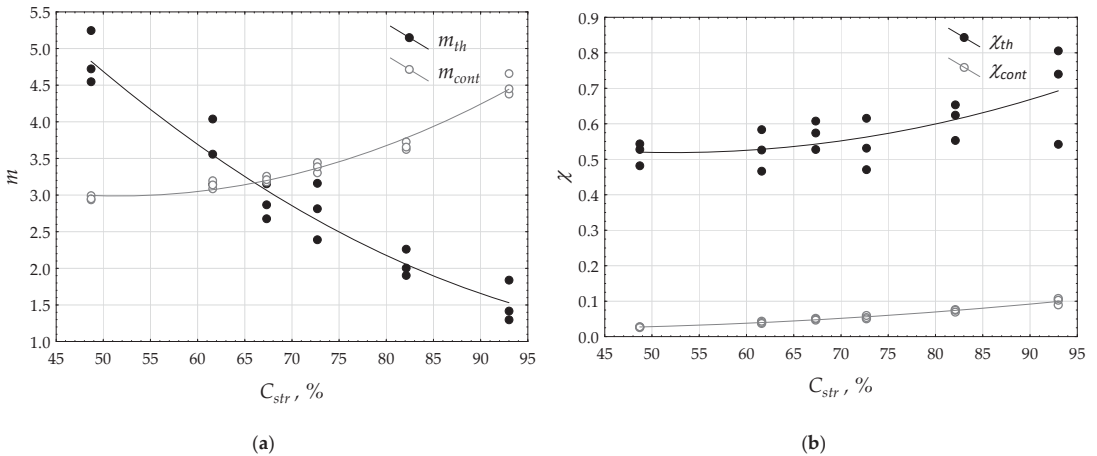 5.5
5.0
4.5
4.0
3.5
3.0
2.5
2.0
1.5
1.0
m
45 50 55 60 65 70 75 80 85 90 95
C_str , %
m_th
m_cont
(a)
0.9
0.8
0.7
0.6
0.5
0.4
0.3
0.2
0.1
0.0
χ
45 50 55 60 65 70 75 80 85 90 95
C_str , %
χ_th
χ_cont
(b)